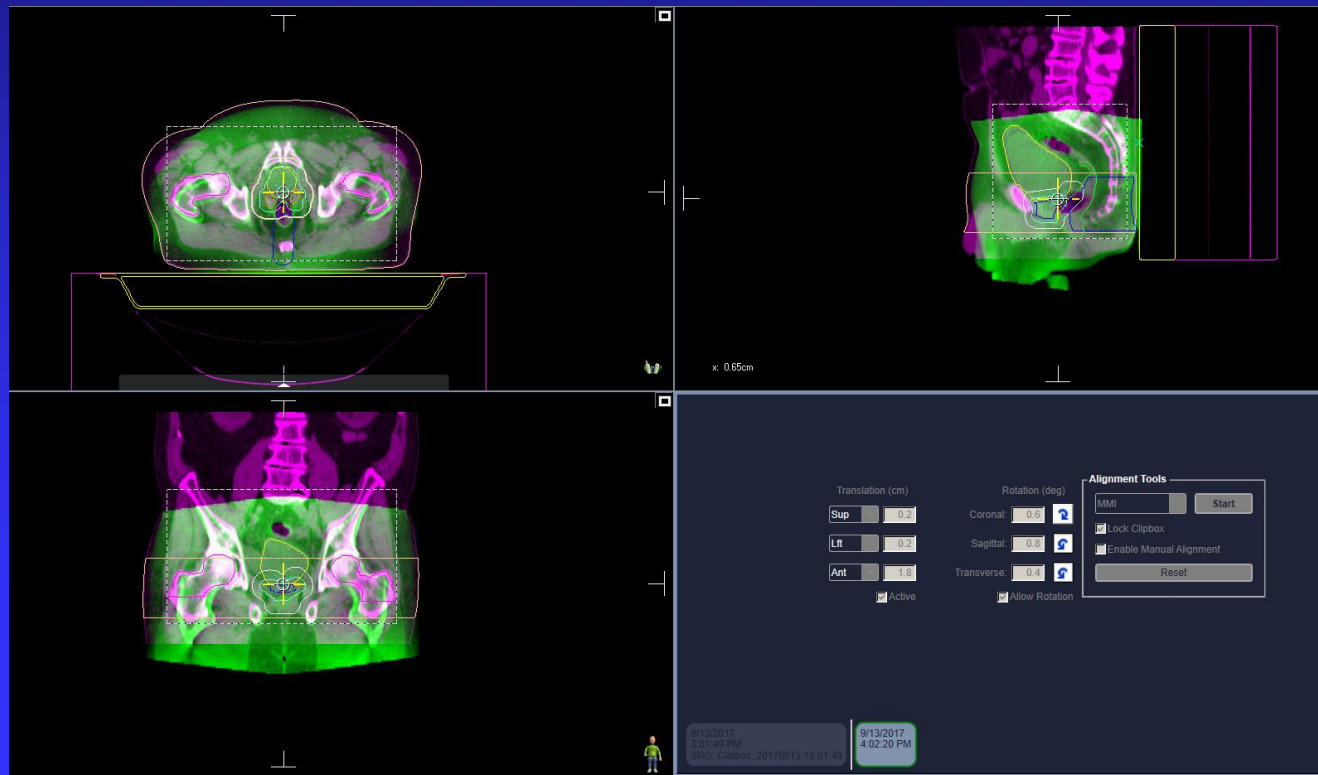 x: 0.65cm
Translation (cm)
Rotation (deg)
Alignment Tools
Sup 0.2
Coronal: 0.6
MMI
Start
Lft 0.2
Sagittal: 0.8
Lock Clipbox
Enable Manual Alignment
Ant 1.8
Transverse: 0.4
Reset
Active
Allow Rotation
9/13/2017
3:01:49 PM
SRO: Clipbox, 20170913 15:01:49
9/13/2017
4:02:20 PM